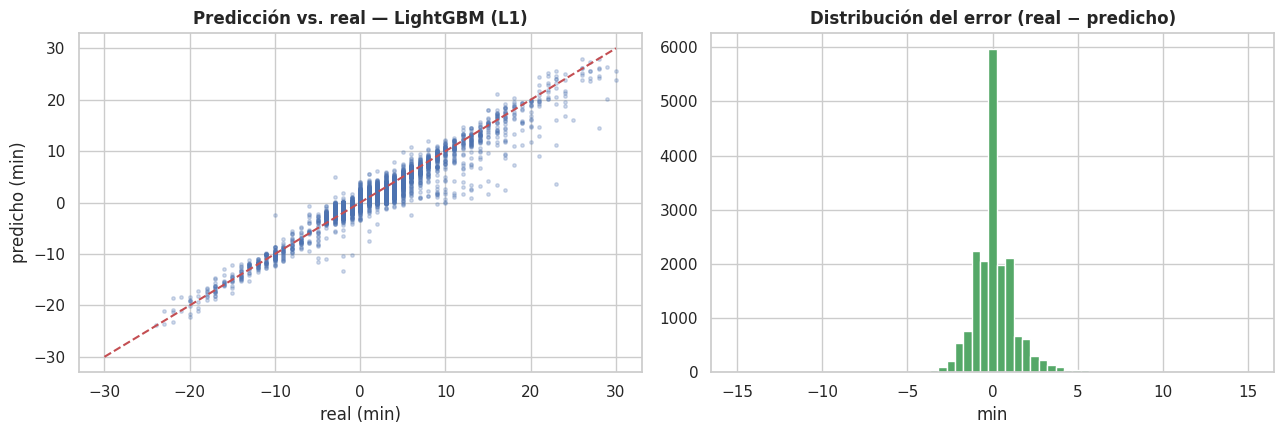 Predicción vs. real — LightGBM (L1)
predicho (min)
30
20
10
0
−10
−20
−30
−30 −20 −10 0 10 20 30
real (min)
Distribución del error (real − predicho)
6000
5000
4000
3000
2000
1000
0
−15 −10 −5 0 5 10 15
min